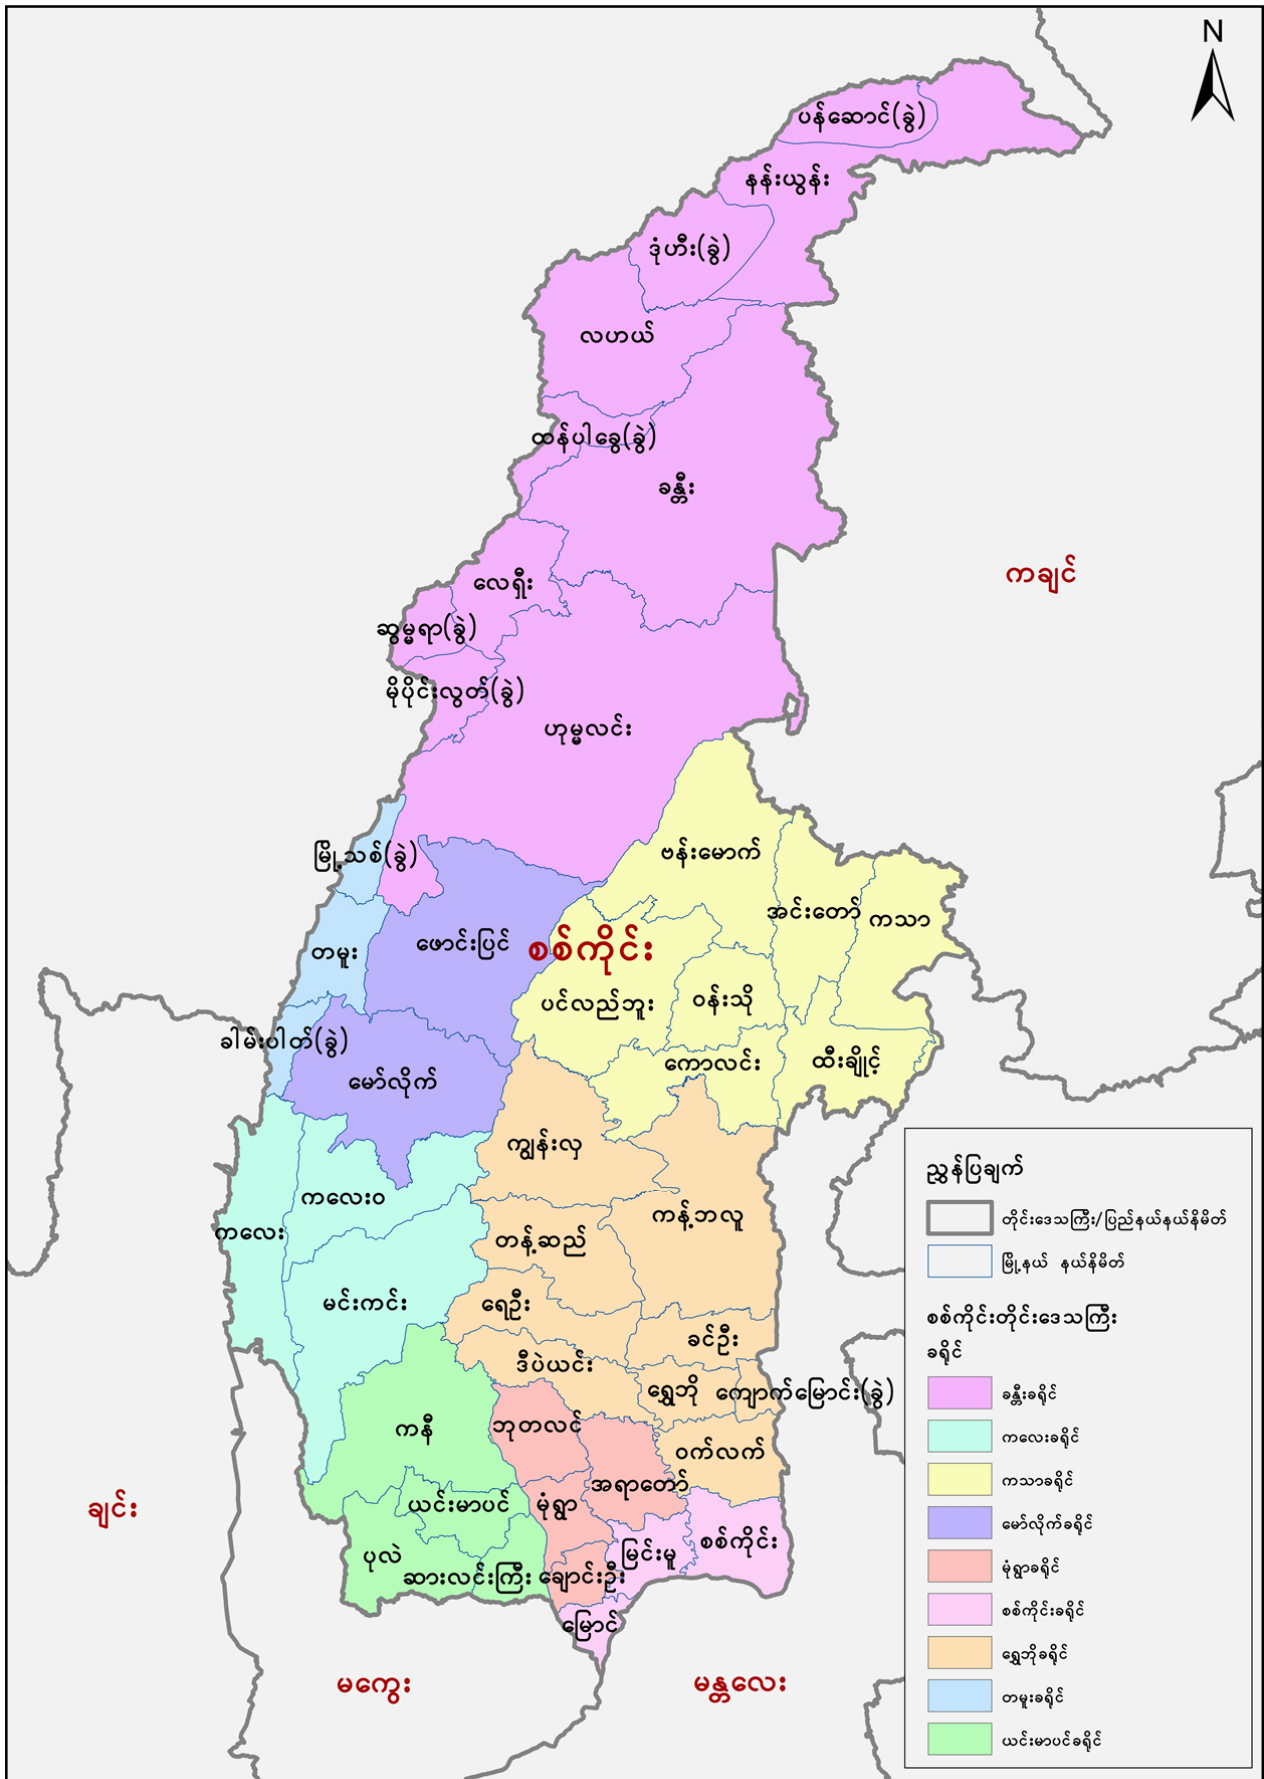 N
ပန်ဆောင်(ခွဲ)
နန်းယွန်း
ဒုံဟီး(ခွဲ)
လဟယ်
ထန်ပါခွေ(ခွဲ)
ခန္တီး
ကချင်
လေရှီး
ဆွမ္မရာ(ခွဲ)
မိုပိုင်းလွတ်(ခွဲ)
ဟုမ္မလင်း
ဗန်းမောက်
မြို့သစ်(ခွဲ)
အင်းတော်
ကသာ
ဖောင်းပြင်
စစ်ကိုင်း
တမူး
ပင်လည်ဘူး
ဝန်းသို
ခါမ်းပါတ်(ခွဲ)
ကောလင်း
ထီးချိုင့်
မော်လိုက်
ကျွန်းလှ
ကလေးဝ
ကန့်ဘလူ
ကလေး
တန့်ဆည်
မင်းကင်း
ရေဦး
ခင်ဦး
ဒီပဲယင်း
ရွှေဘို
ကျောက်မြောင်း(ခွဲ)
ကနီ
ဘုတလင်
ဝက်လက်
အရာတော်
ယင်းမာပင်
မုံရွာ
ချင်း
စစ်ကိုင်း
ပုလဲ
မြင်းမူ
ဆားလင်းကြီး
ချောင်းဦး
မြောင်
မကွေး
မန္တလေး
ညွှန်ပြချက်
တိုင်းဒေသကြီး/ပြည်နယ်နယ်နိမိတ်
မြို့နယ် နယ်နိမိတ်
စစ်ကိုင်းတိုင်းဒေသကြီး
ခရိုင်
ခန္တီးခရိုင်
ကလေးခရိုင်
ကသာခရိုင်
မော်လိုက်ခရိုင်
မုံရွာခရိုင်
စစ်ကိုင်းခရိုင်
ရွှေဘိုခရိုင်
တမူးခရိုင်
ယင်းမာပင်ခရိုင်